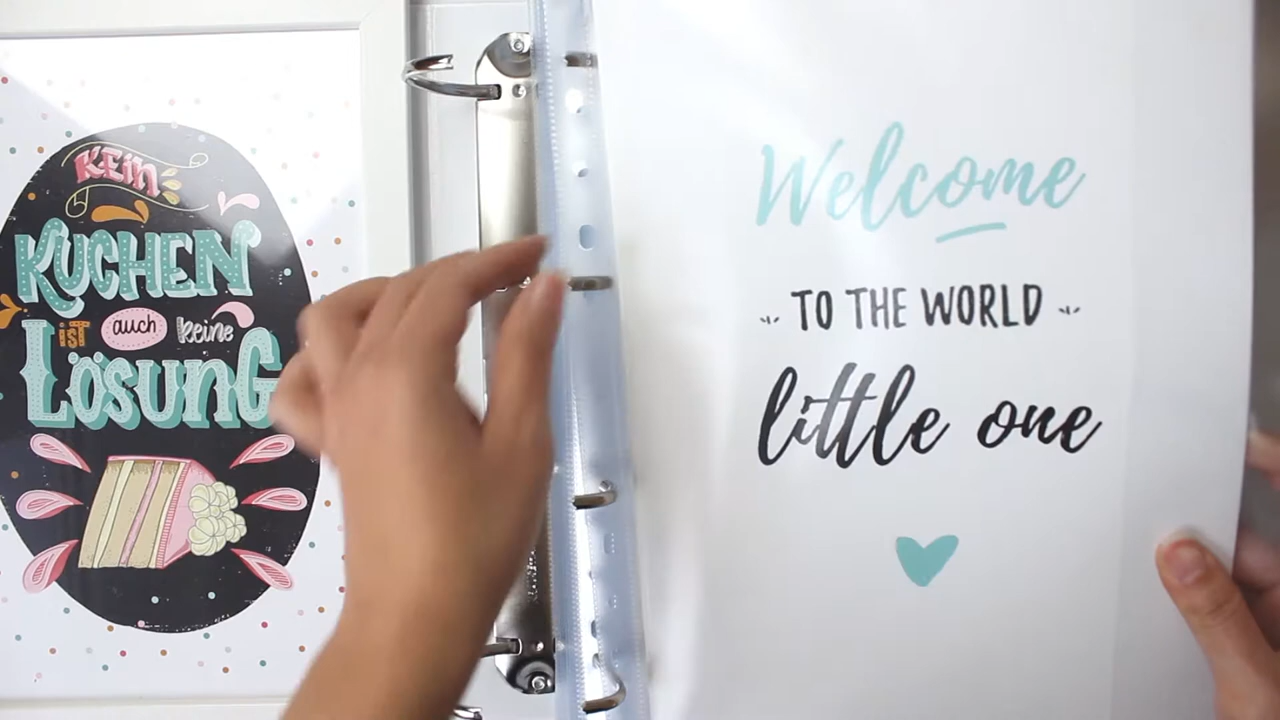 KEIN
KUCHEN
IST auch keine
LÖSUNG
Welcome
TO THE WORLD
little one